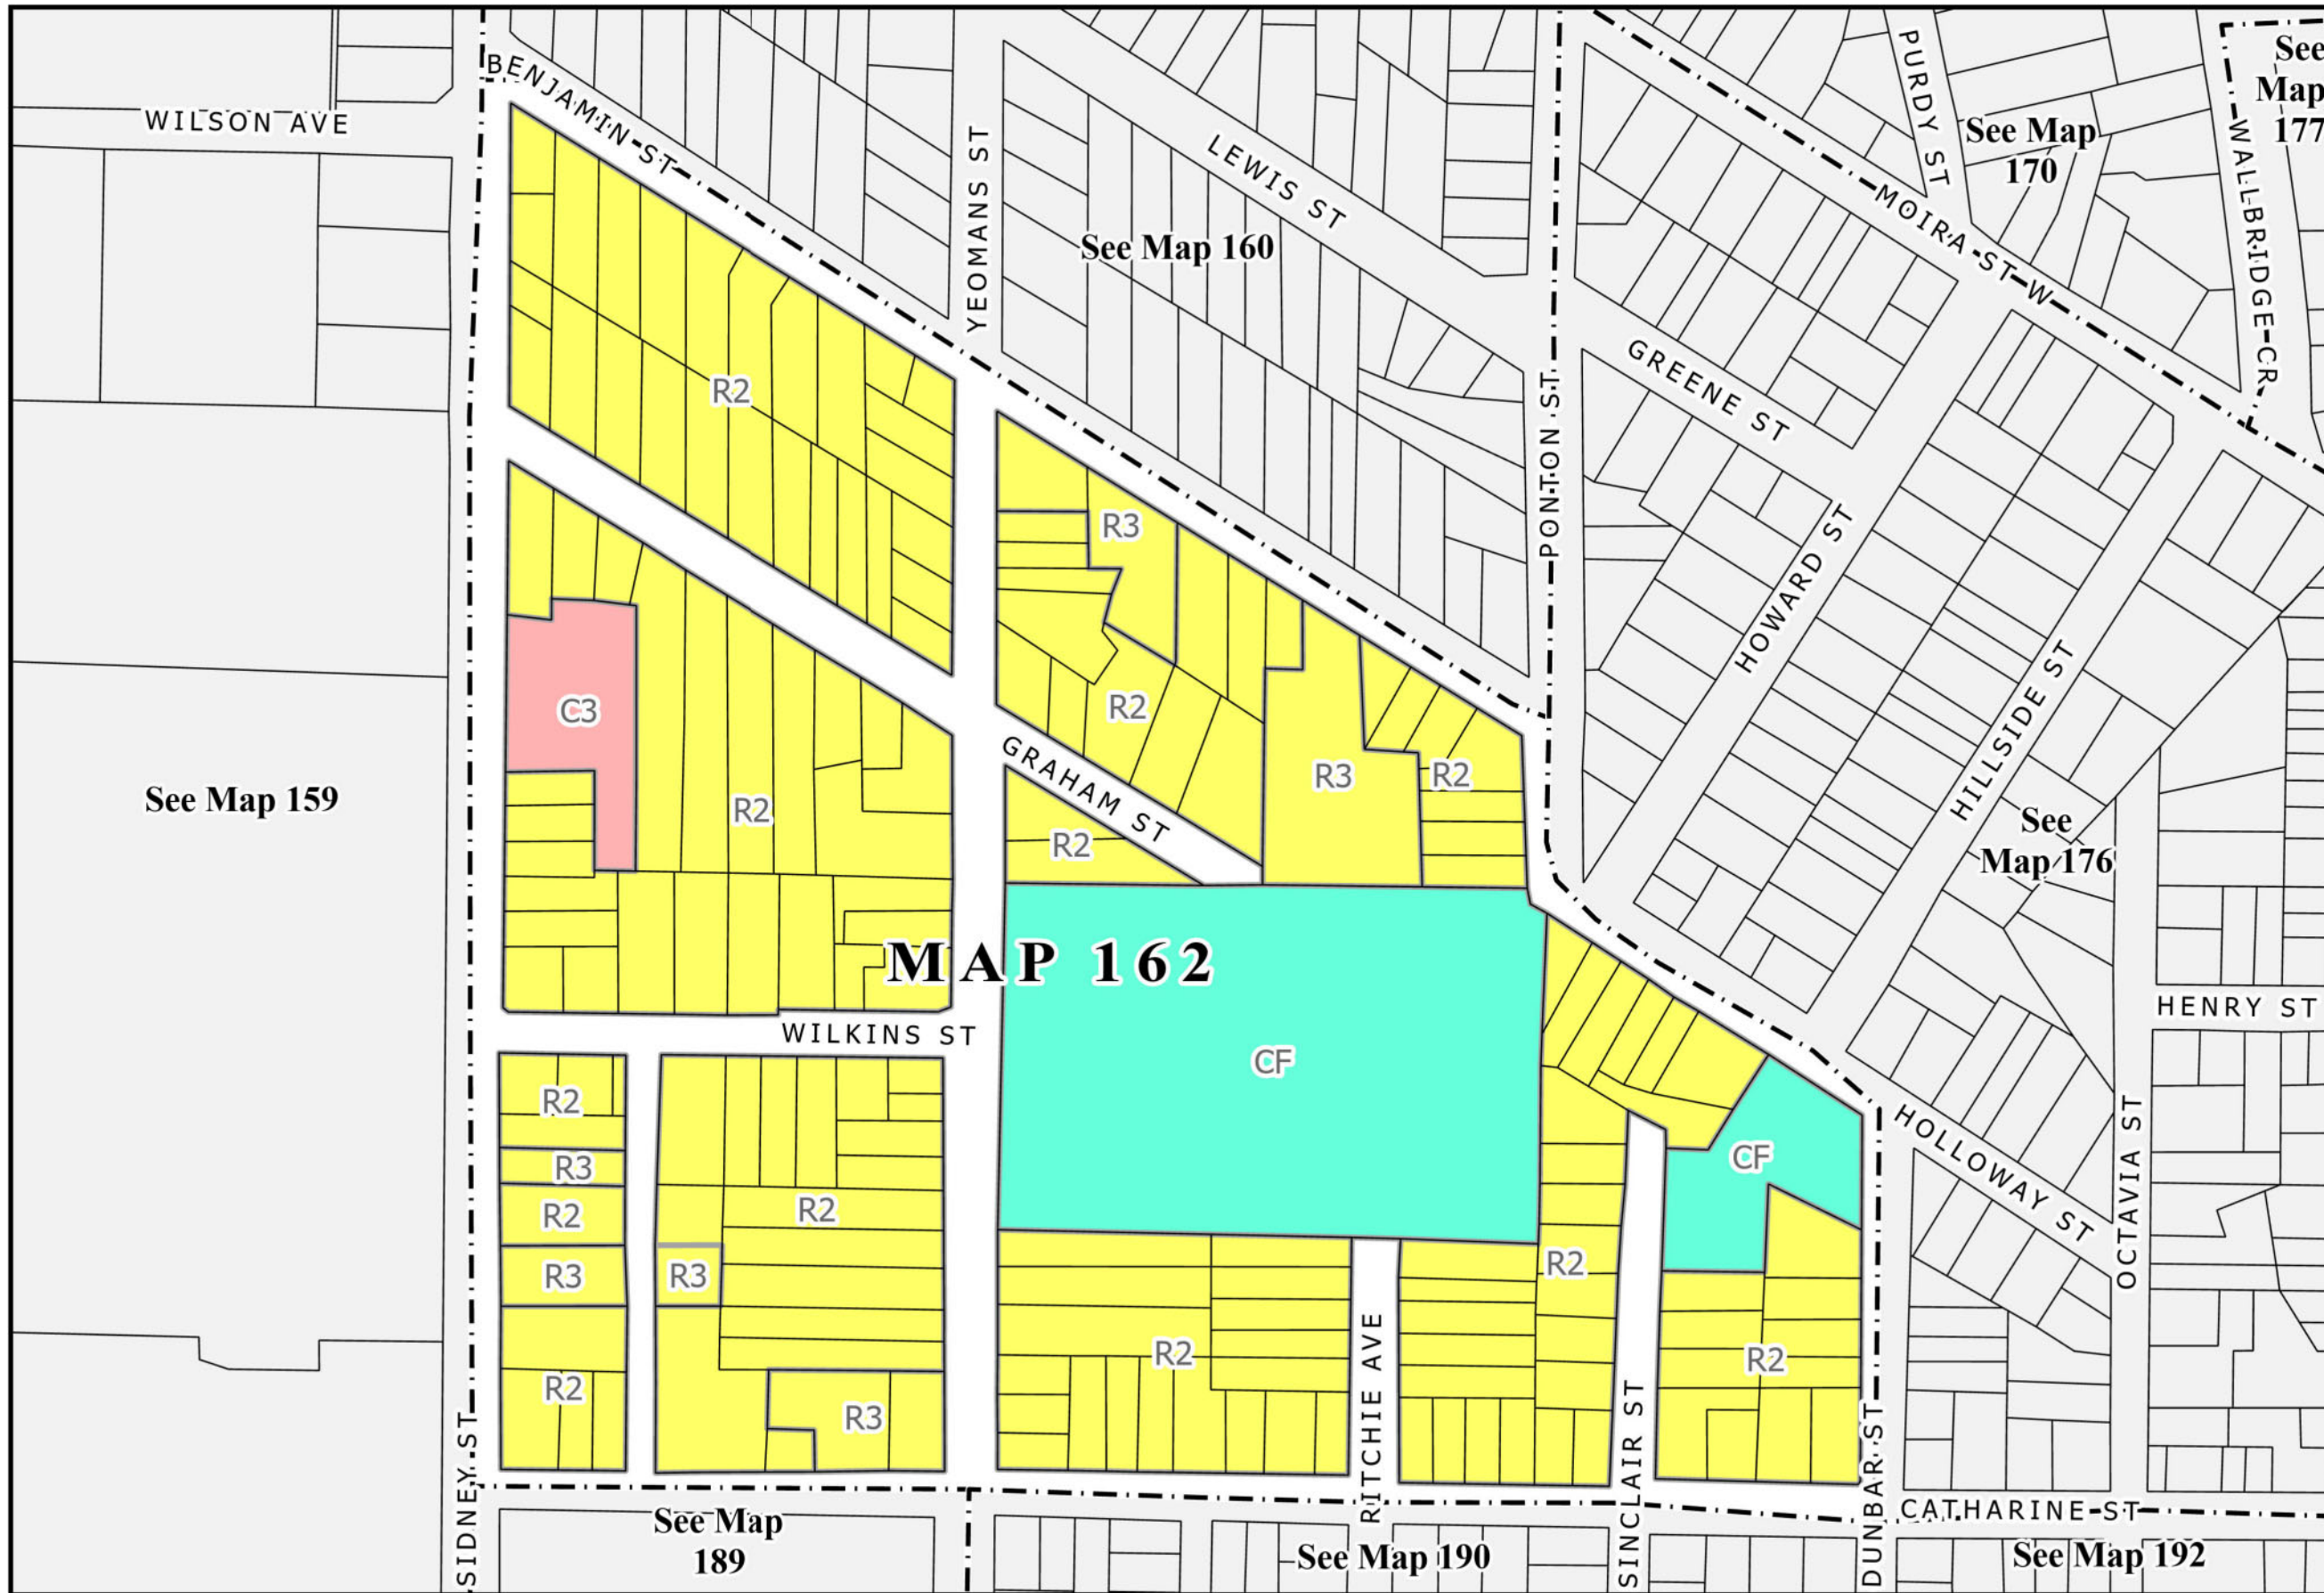 BENJAMIN ST
WILSON AVE
YEOMANS ST
LEWIS ST
PURDY ST
See Map
170
See
Map
177
WALLBRIDGE CR
MOIRA ST W
See Map 160
GREENE ST
PONTON ST
R2
HOWARD ST
R3
HILLSIDE ST
C3
R2
GRAHAM ST
R3
R2
See Map 159
R2
R2
See
Map 176
MAP 162
HENRY ST
WILKINS ST
CF
R2
CF
HOLLOWAY ST
OCTAVIA ST
R3
R2
R2
R3
R3
R2
R2
R2
R2
R3
RITCHIE AVE
SINCLAIR ST
DUNBAR ST
SIDNEY ST
CATHARINE ST
See Map
189
See Map 190
See Map 192